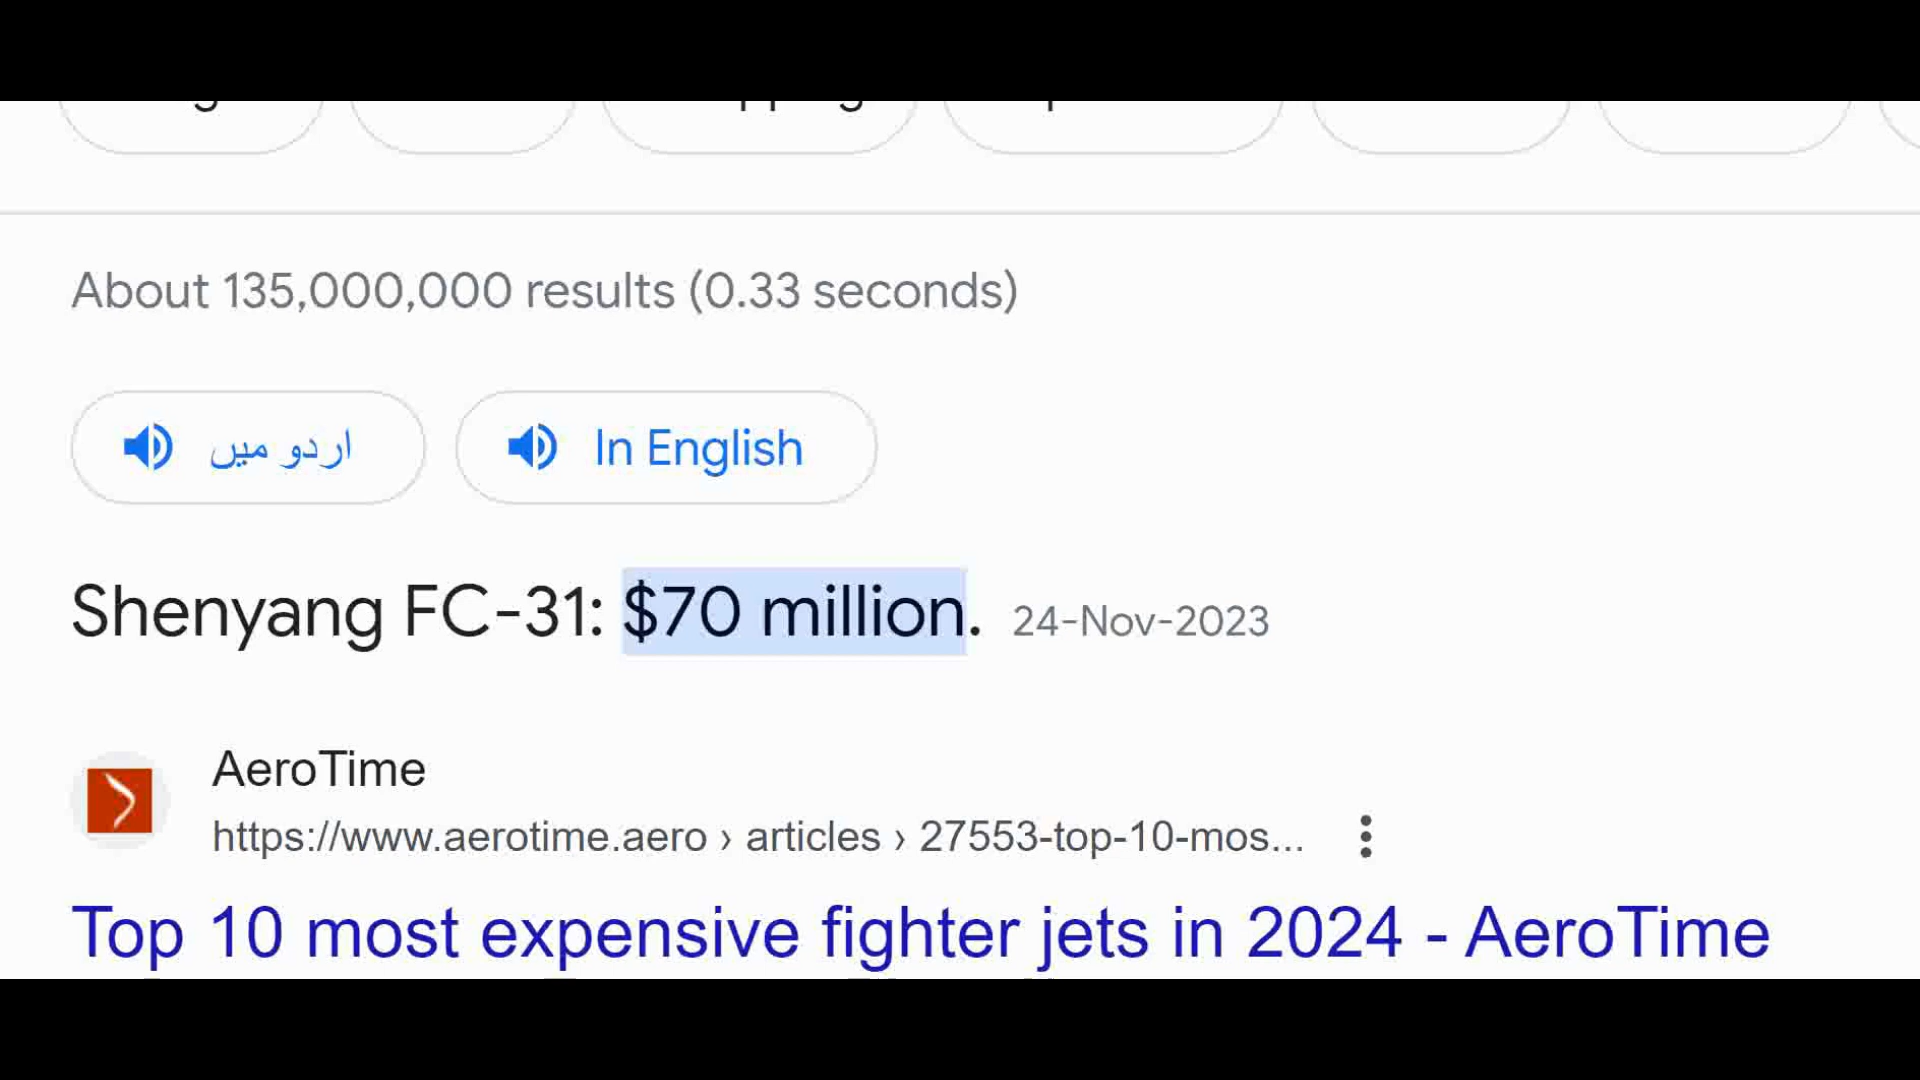 About 135,000,000 results (0.33 seconds)
اردو میں
In English
Shenyang FC-31: $70 million. 24-Nov-2023
AeroTime
https://www.aerotime.aero › articles › 27553-top-10-mos...
Top 10 most expensive fighter jets in 2024 - AeroTime